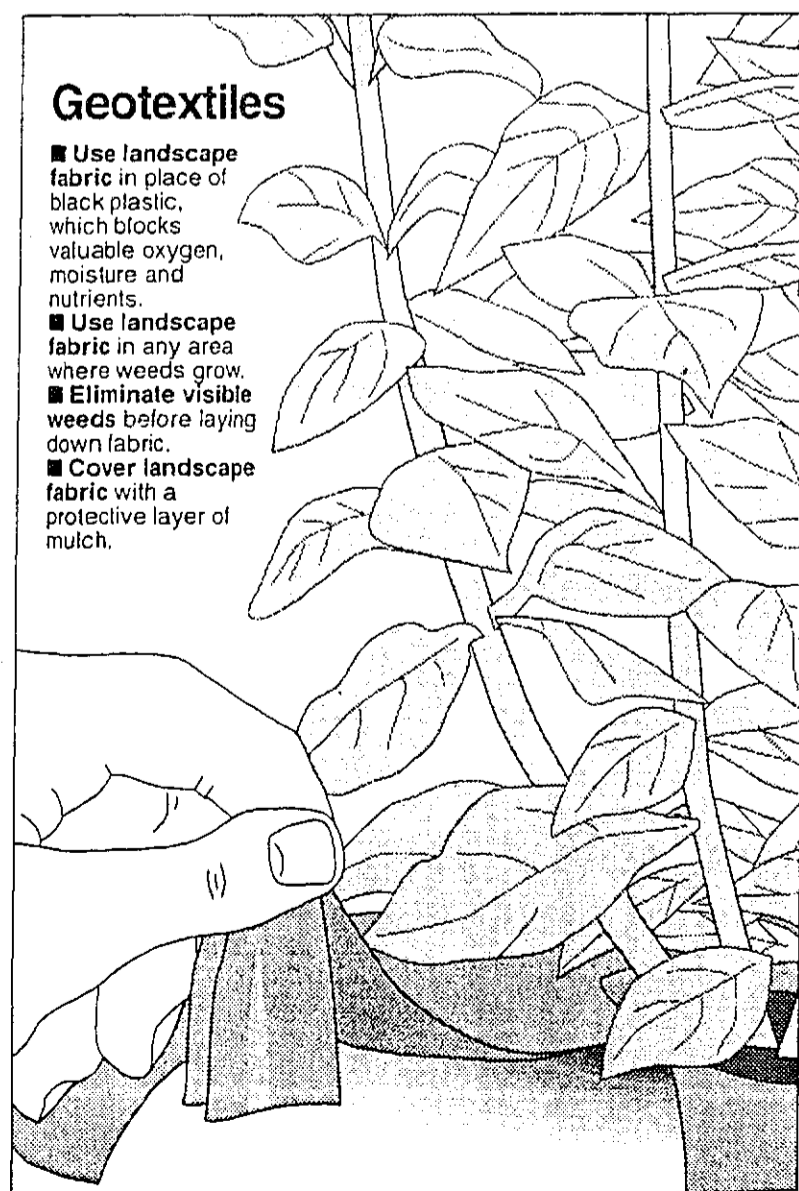 Geotextiles
■ Use landscape
fabric in place of
black plastic,
which blocks
valuable oxygen,
moisture and
nutrients.
■ Use landscape
fabric in any area
where weeds grow.
■ Eliminate visible
weeds before laying
down fabric.
■ Cover landscape
fabric with a
protective layer of
mulch.